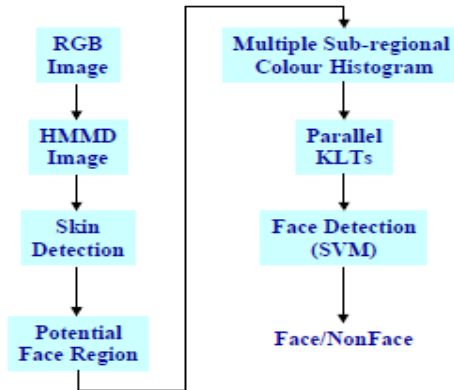 RGB
Image
HMMD
Image
Skin
Detection
Potential
Face Region
Multiple Sub-regional
Colour Histogram
Parallel
KLTs
Face Detection
(SVM)
Face/NonFace